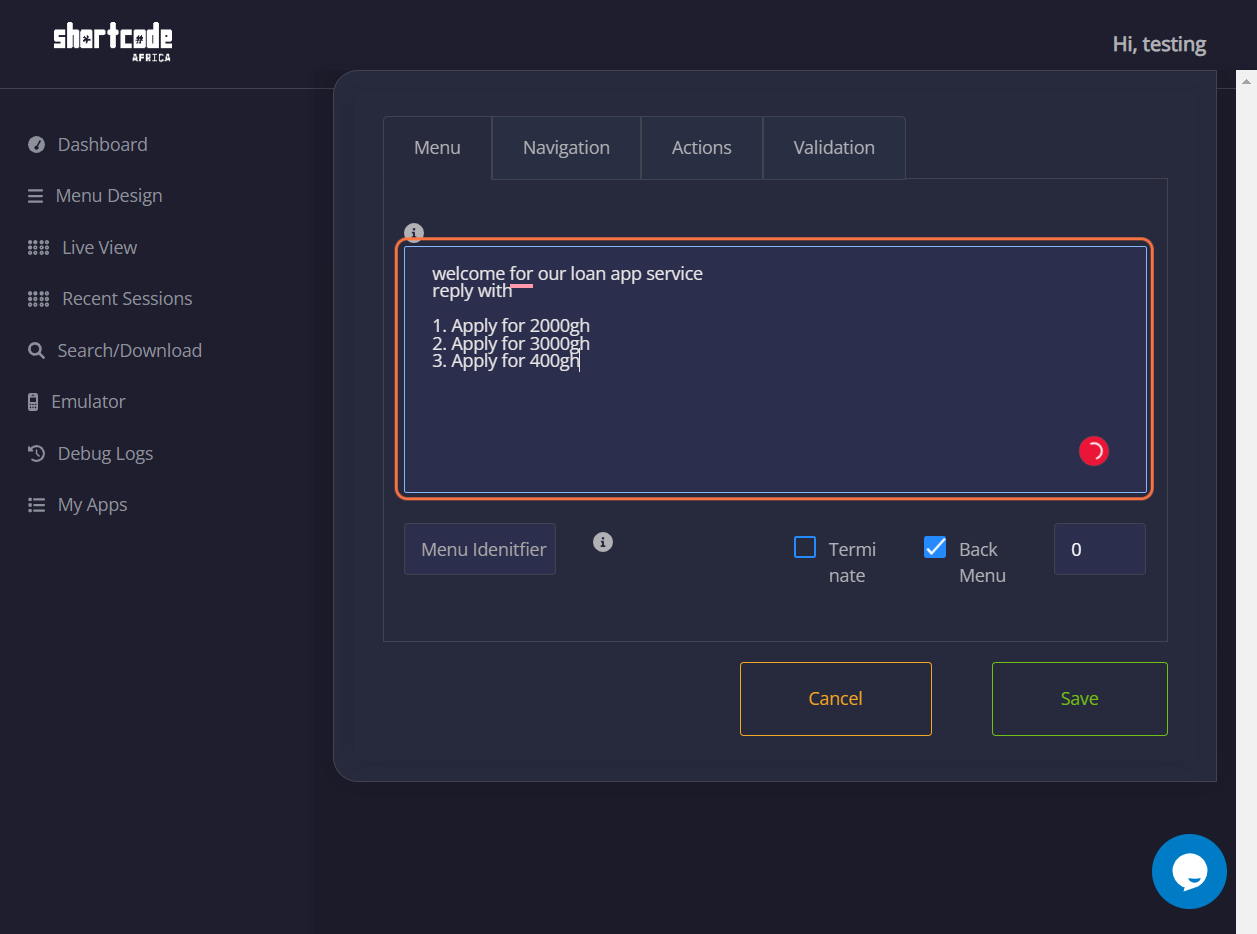 shortcode
AFRICA
Hi, testing
Dashboard
Menu Design
Live View
Recent Sessions
Search/Download
Emulator
Debug Logs
My Apps
Menu
Navigation
Actions
Validation
welcome for our loan app service
reply with
1. Apply for 2000gh
2. Apply for 3000gh
3. Apply for 400gh
Menu Idenitfier
Termi
nate
Back
Menu
0
Cancel
Save